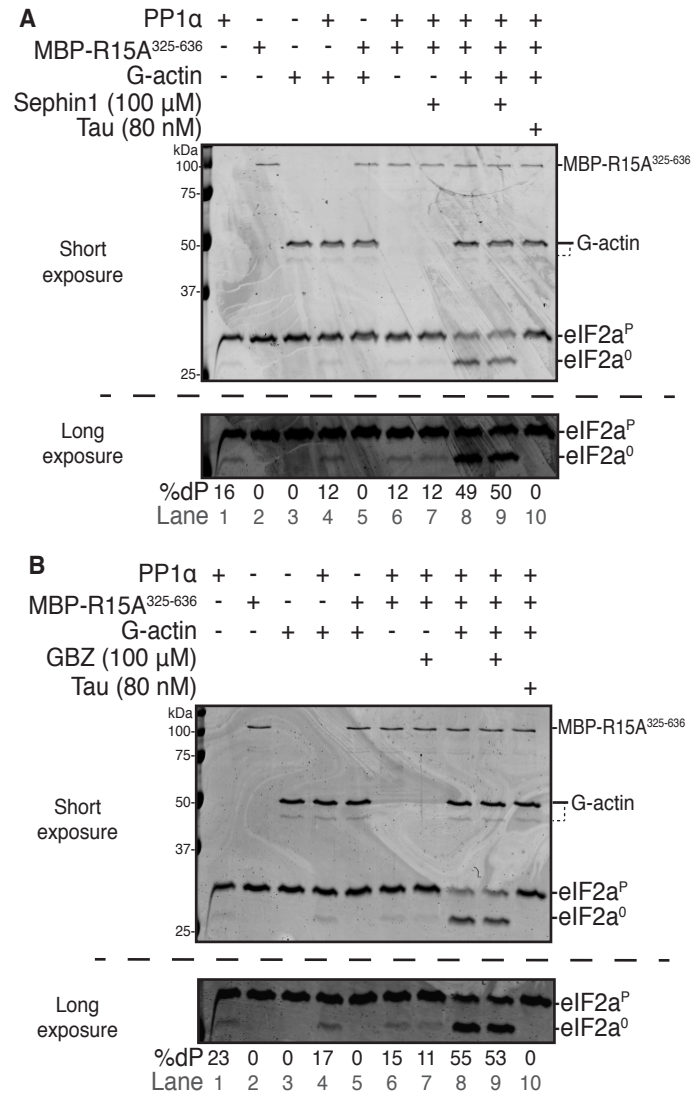 A
PP1α + - - + - + + + + +
MBP-R15A325-636 - + - - + + + + + +
G-actin - - + + + - - + + +
Sephin1 (100 µM) + +
Tau (80 nM) +
kDa
100-
75-
50-
37-
25-
-MBP-R15A325-636
G-actin
-eIF2aP
-eIF2a0
Short
exposure
Long
exposure
-eIF2aP
-eIF2a0
%dP 16 0 0 12 0 12 12 49 50 0
Lane 1 2 3 4 5 6 7 8 9 10
B
PP1α + - - + - + + + + +
MBP-R15A325-636 - + - - + + + + + +
G-actin - - + + + - - + + +
GBZ (100 µM) + +
Tau (80 nM) +
kDa
100-
75-
50-
37-
25-
-MBP-R15A325-636
G-actin
-eIF2aP
-eIF2a0
Short
exposure
Long
exposure
-eIF2aP
-eIF2a0
%dP 23 0 0 17 0 15 11 55 53 0
Lane 1 2 3 4 5 6 7 8 9 10